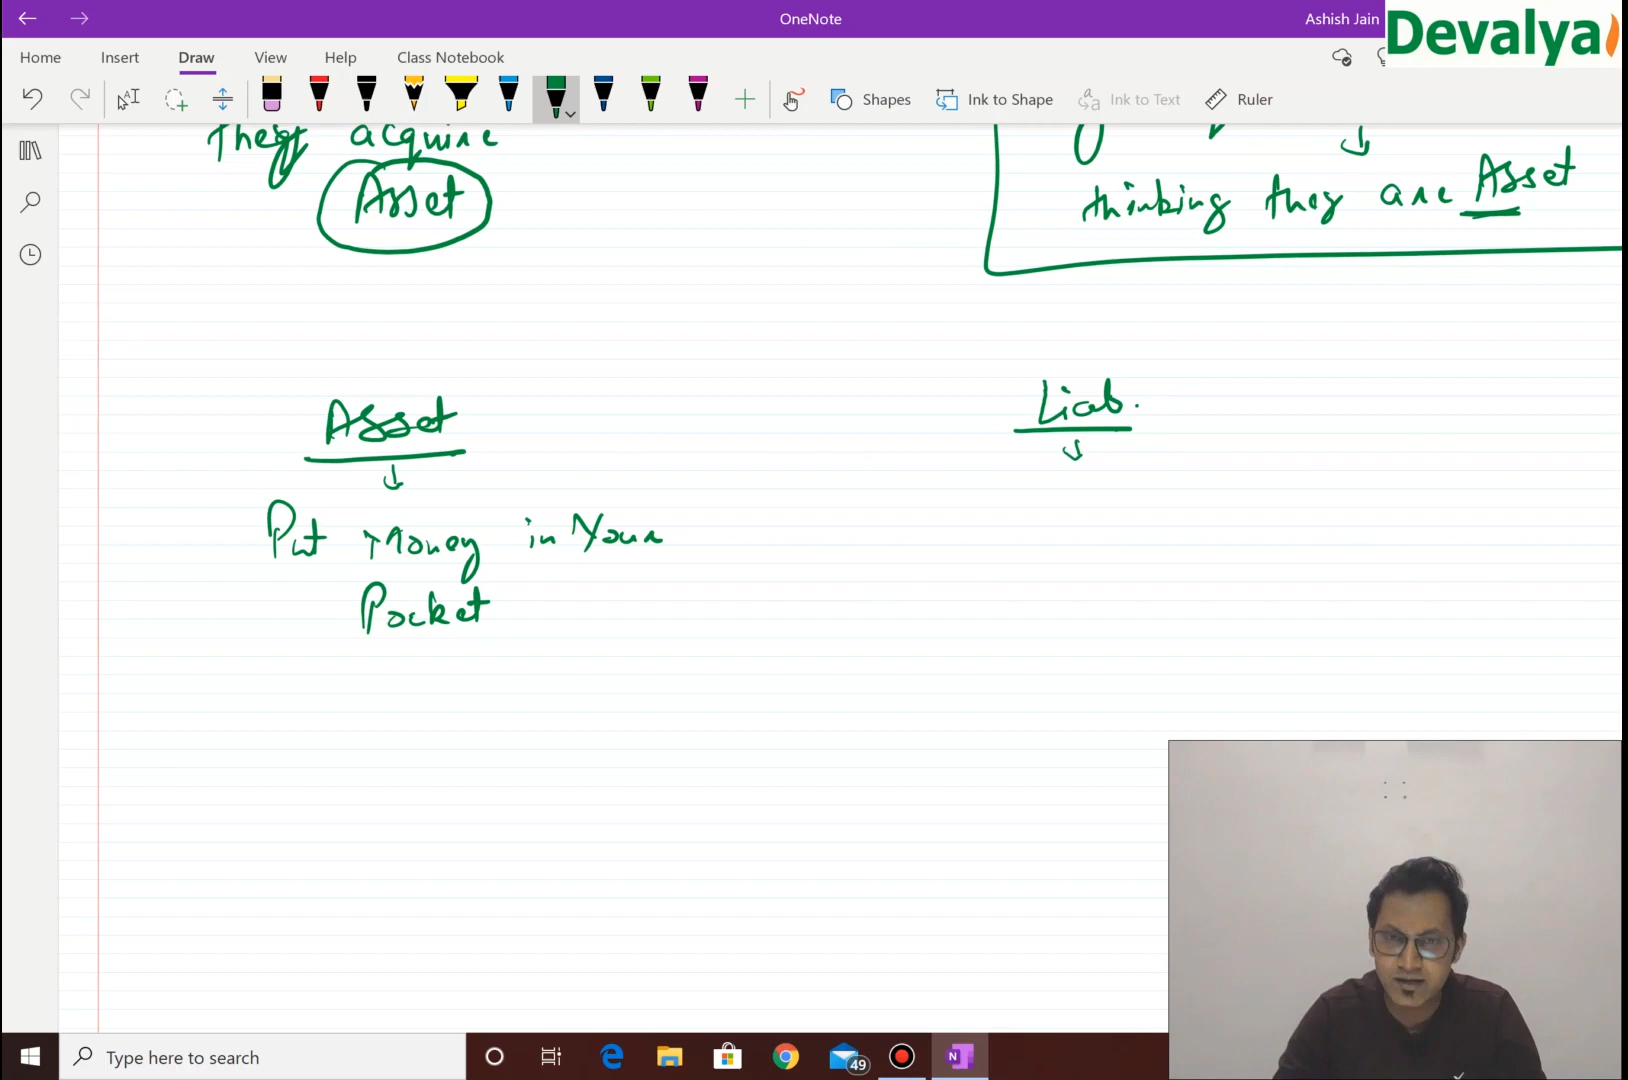 OneNote
Ashish Jain
Devalya
Home Insert Draw View Help Class Notebook
Shapes Ink to Shape Ink to Text Ruler
They acquire
Asset
thinking they are Asset
Asset
Liab.
Put Money in Your
Pocket
Type here to search
49